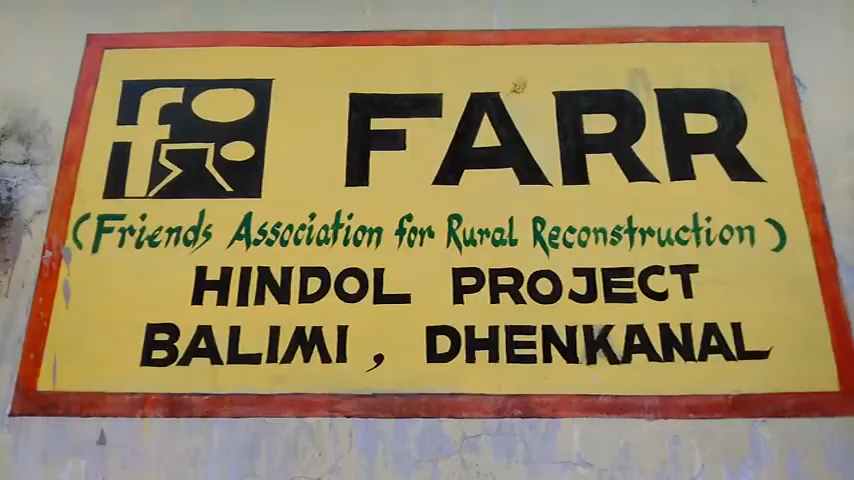 FARR
(Friends Association for Rural Reconstruction)
HINDOL PROJECT
BALIMI, DHENKANAL